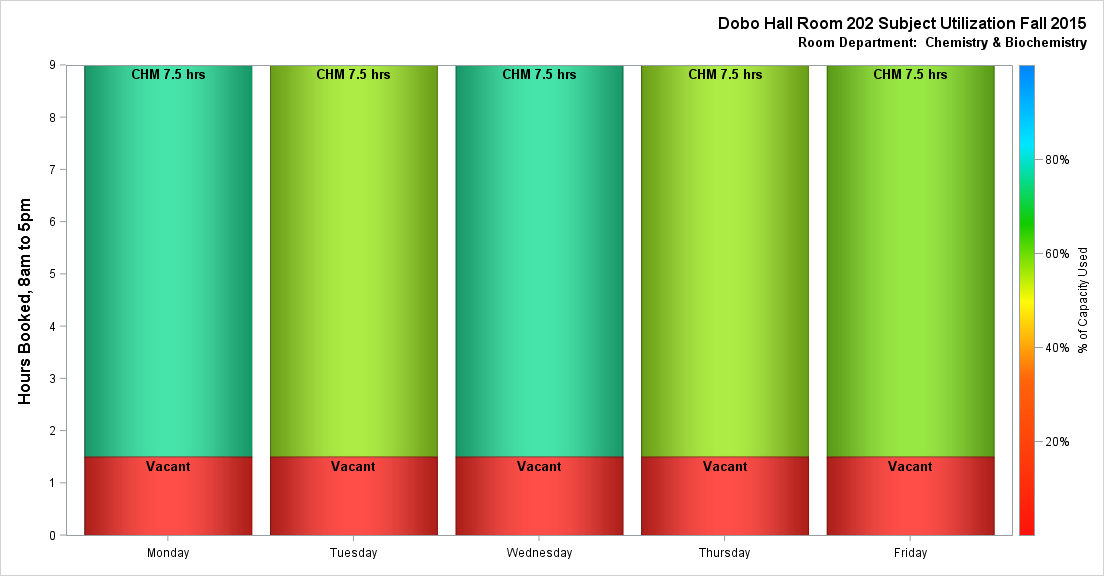 Dobo Hall Room 202 Subject Utilization Fall 2015
Room Department:  Chemistry & Biochemistry
Hours Booked, 8am to 5pm
9
8
7
6
5
4
3
2
1
0
CHM 7.5 hrs
CHM 7.5 hrs
CHM 7.5 hrs
CHM 7.5 hrs
CHM 7.5 hrs
Vacant
Vacant
Vacant
Vacant
Vacant
Monday
Tuesday
Wednesday
Thursday
Friday
80%
60%
40%
20%
% of Capacity Used